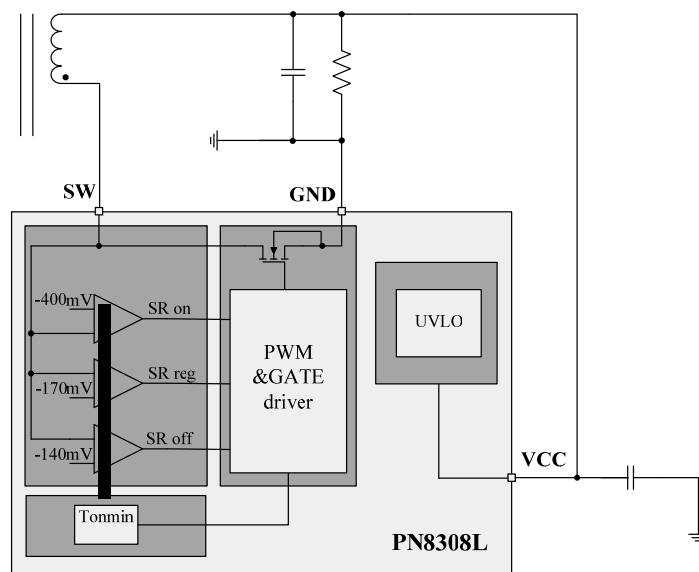 SW
GND
-400mV
SR on
-170mV
SR reg
-140mV
SR off
PWM
&GATE
driver
UVLO
VCC
Tonmin
PN8308L